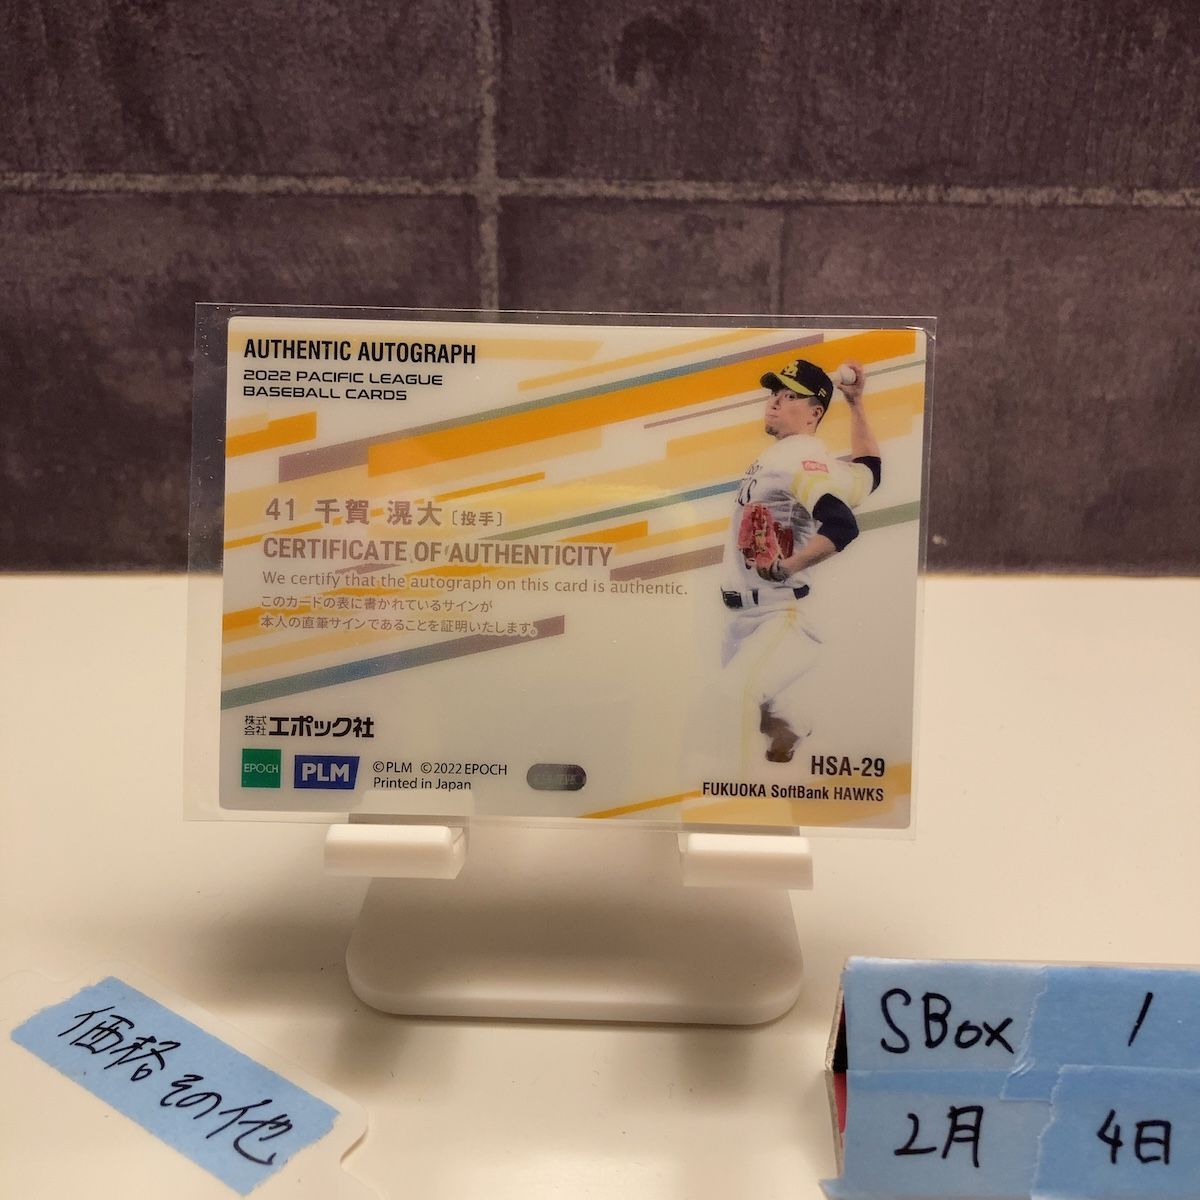 AUTHENTIC AUTOGRAPH
2022 PACIFIC LEAGUE
BASEBALL CARDS
41 千賀 滉大 〔投手〕
CERTIFICATE OF AUTHENTICITY
We certify that the autograph on this card is authentic.
このカードの表に書かれているサインが
本人の直筆サインであることを証明いたします。
株式会社エポック社
EPOCH
PLM
©PLM ©2022 EPOCH
Printed in Japan
HSA-29
FUKUOKA SoftBank HAWKS
価格その他
SBox 1
2月 4日